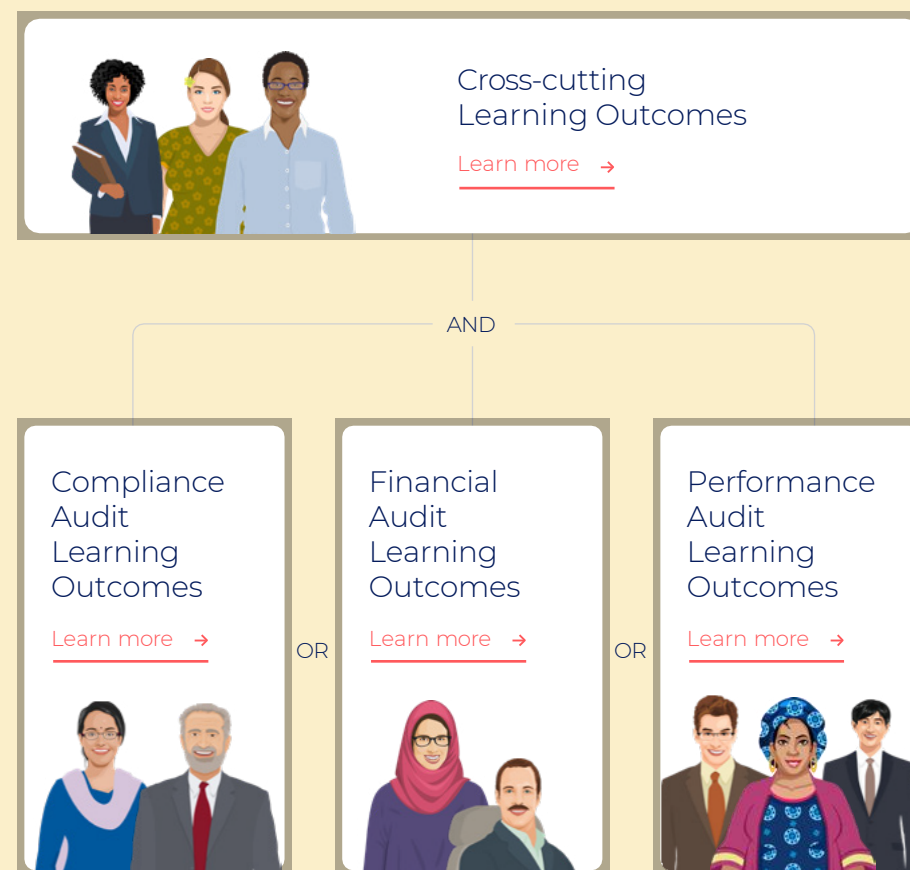 Cross-cutting
Learning Outcomes
Learn more
AND
Compliance
Audit
Learning
Outcomes
Learn more
OR
Financial
Audit
Learning
Outcomes
Learn more
OR
Performance
Audit
Learning
Outcomes
Learn more